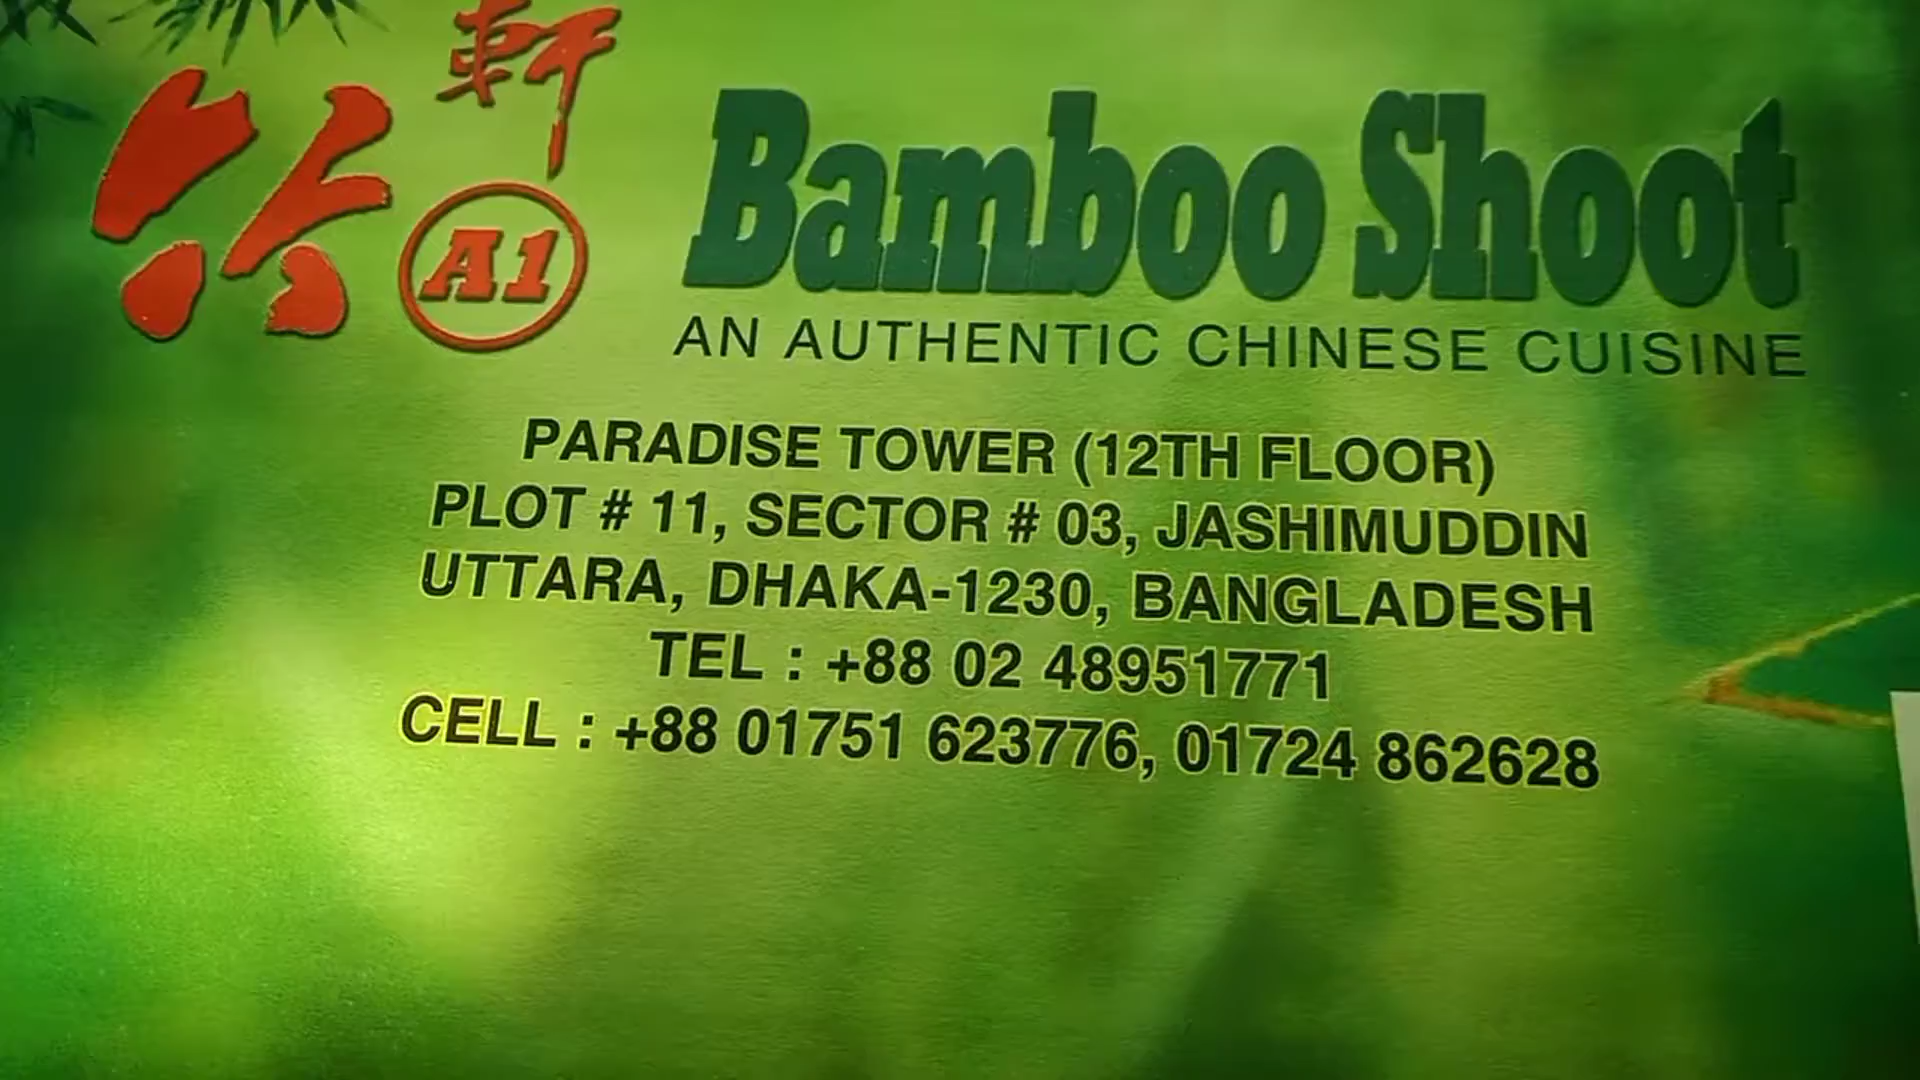 竹軒
A1
Bamboo Shoot
AN AUTHENTIC CHINESE CUISINE
PARADISE TOWER (12TH FLOOR)
PLOT # 11, SECTOR # 03, JASHIMUDDIN
UTTARA, DHAKA-1230, BANGLADESH
TEL : +88 02 48951771
CELL : +88 01751 623776, 01724 862628